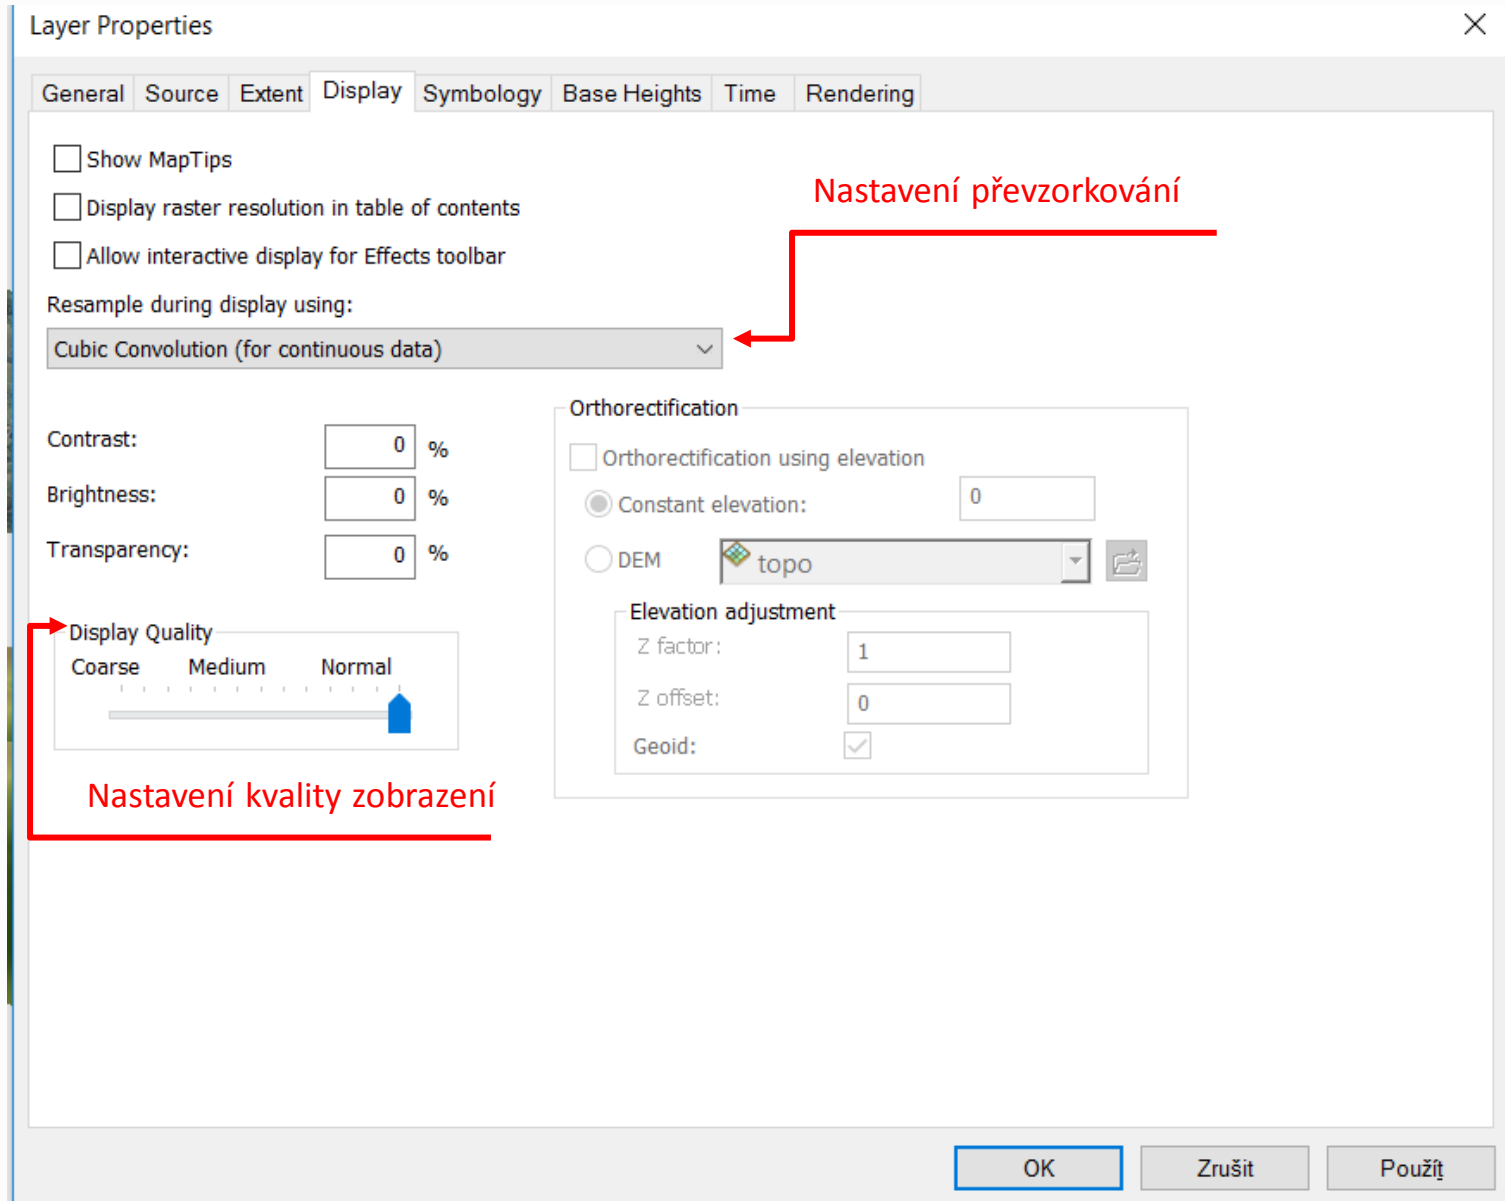 Layer Properties
General Source Extent Display Symbology Base Heights Time Rendering
Show MapTips
Display raster resolution in table of contents
Allow interactive display for Effects toolbar
Nastavení převzorkování
Resample during display using:
Cubic Convolution (for continuous data)
Contrast: 0 %
Brightness: 0 %
Transparency: 0 %
Orthorectification
Orthorectification using elevation
Constant elevation: 0
DEM topo
Elevation adjustment
Z factor: 1
Z offset: 0
Geoid:
Display Quality
Coarse Medium Normal
Nastavení kvality zobrazení
OK Zrušit Použít